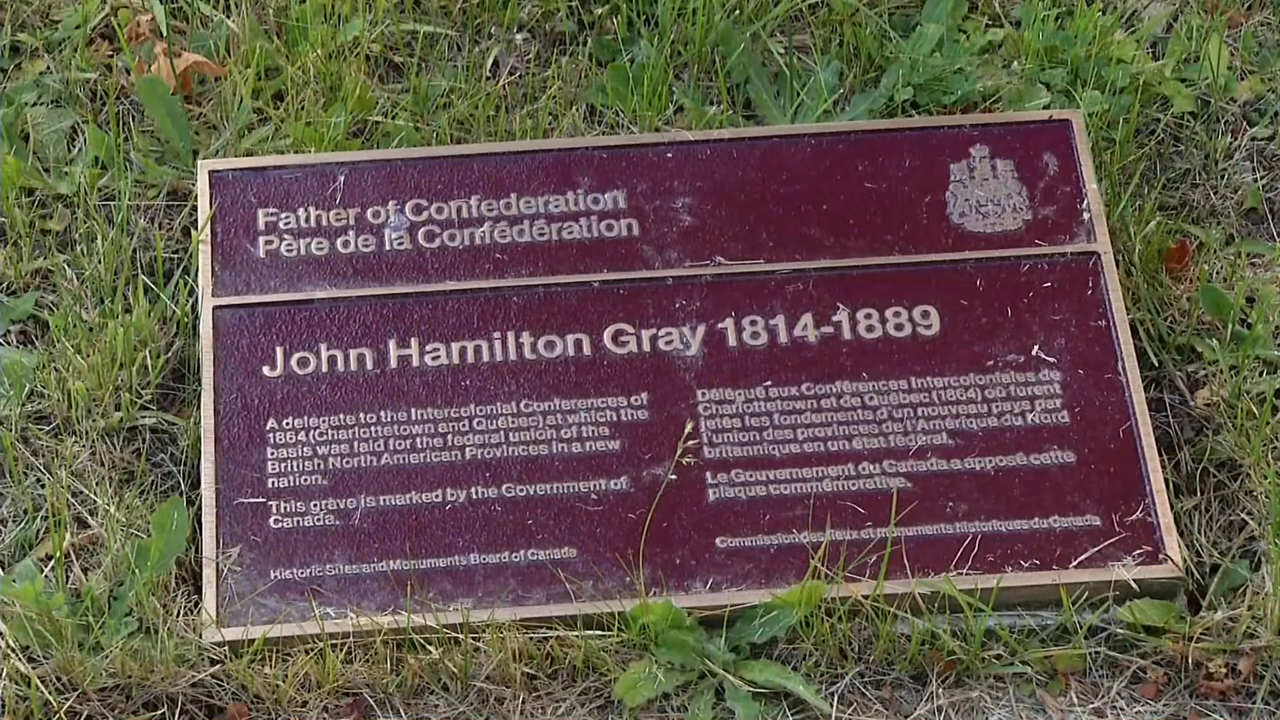 Father of Confederation
Père de la Confédération
John Hamilton Gray 1814-1889
A delegate to the Intercolonial Conferences of
1864 (Charlottetown and Québec) at which the
basis was laid for the federal union of the
British North American Provinces in a new
nation.
This grave is marked by the Government of
Canada.
Historic Sites and Monuments Board of Canada
Délégué aux Conférences Intercoloniales de
Charlottetown et de Québec (1864) où furent
jetés les fondements d'un nouveau pays par
l'union des provinces de l'Amérique du Nord
britannique en un état fédéral.
Le Gouvernement du Canada a apposé cette
plaque commémorative.
Commission des lieux et monuments historiques du Canada